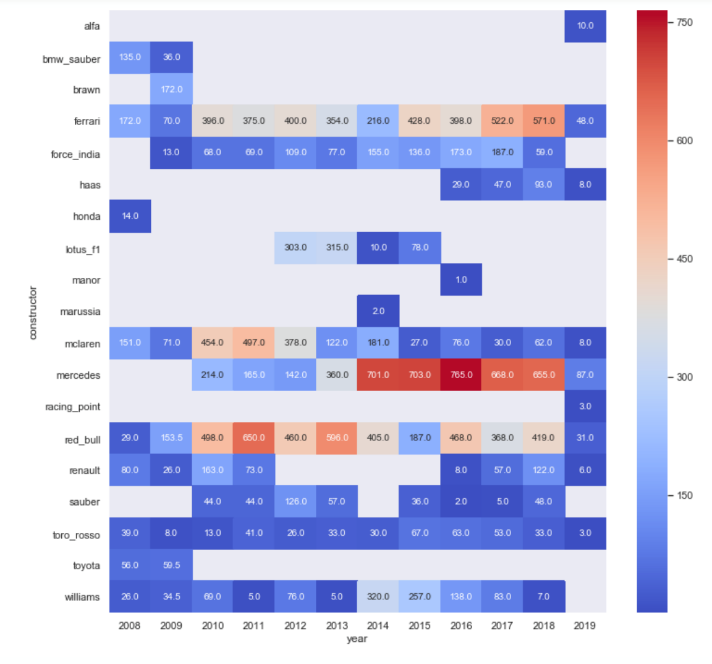 alfa 10.0 750
bmw_sauber 135.0 36.0
brawn 172.0
ferrari 172.0 70.0 396.0 375.0 400.0 354.0 216.0 428.0 398.0 522.0 571.0 48.0
600
force_india 13.0 68.0 69.0 109.0 77.0 155.0 136.0 173.0 187.0 59.0
haas 29.0 47.0 93.0 8.0
honda 14.0
lotus_f1 303.0 315.0 10.0 78.0
450
manor 1.0
constructor
marussia 2.0
mclaren 151.0 71.0 454.0 497.0 378.0 122.0 181.0 27.0 76.0 30.0 62.0 8.0
mercedes 214.0 165.0 142.0 360.0 701.0 703.0 765.0 668.0 655.0 87.0
300
racing_point 3.0
red_bull 29.0 153.5 498.0 650.0 460.0 596.0 405.0 187.0 468.0 368.0 419.0 31.0
renault 80.0 26.0 163.0 73.0 8.0 57.0 122.0 6.0
150
sauber 44.0 44.0 126.0 57.0 36.0 2.0 5.0 48.0
toro_rosso 39.0 8.0 13.0 41.0 26.0 33.0 30.0 67.0 63.0 53.0 33.0 3.0
toyota 56.0 59.5
williams 26.0 34.5 69.0 5.0 76.0 5.0 320.0 257.0 138.0 83.0 7.0
2008 2009 2010 2011 2012 2013 2014 2015 2016 2017 2018 2019
year